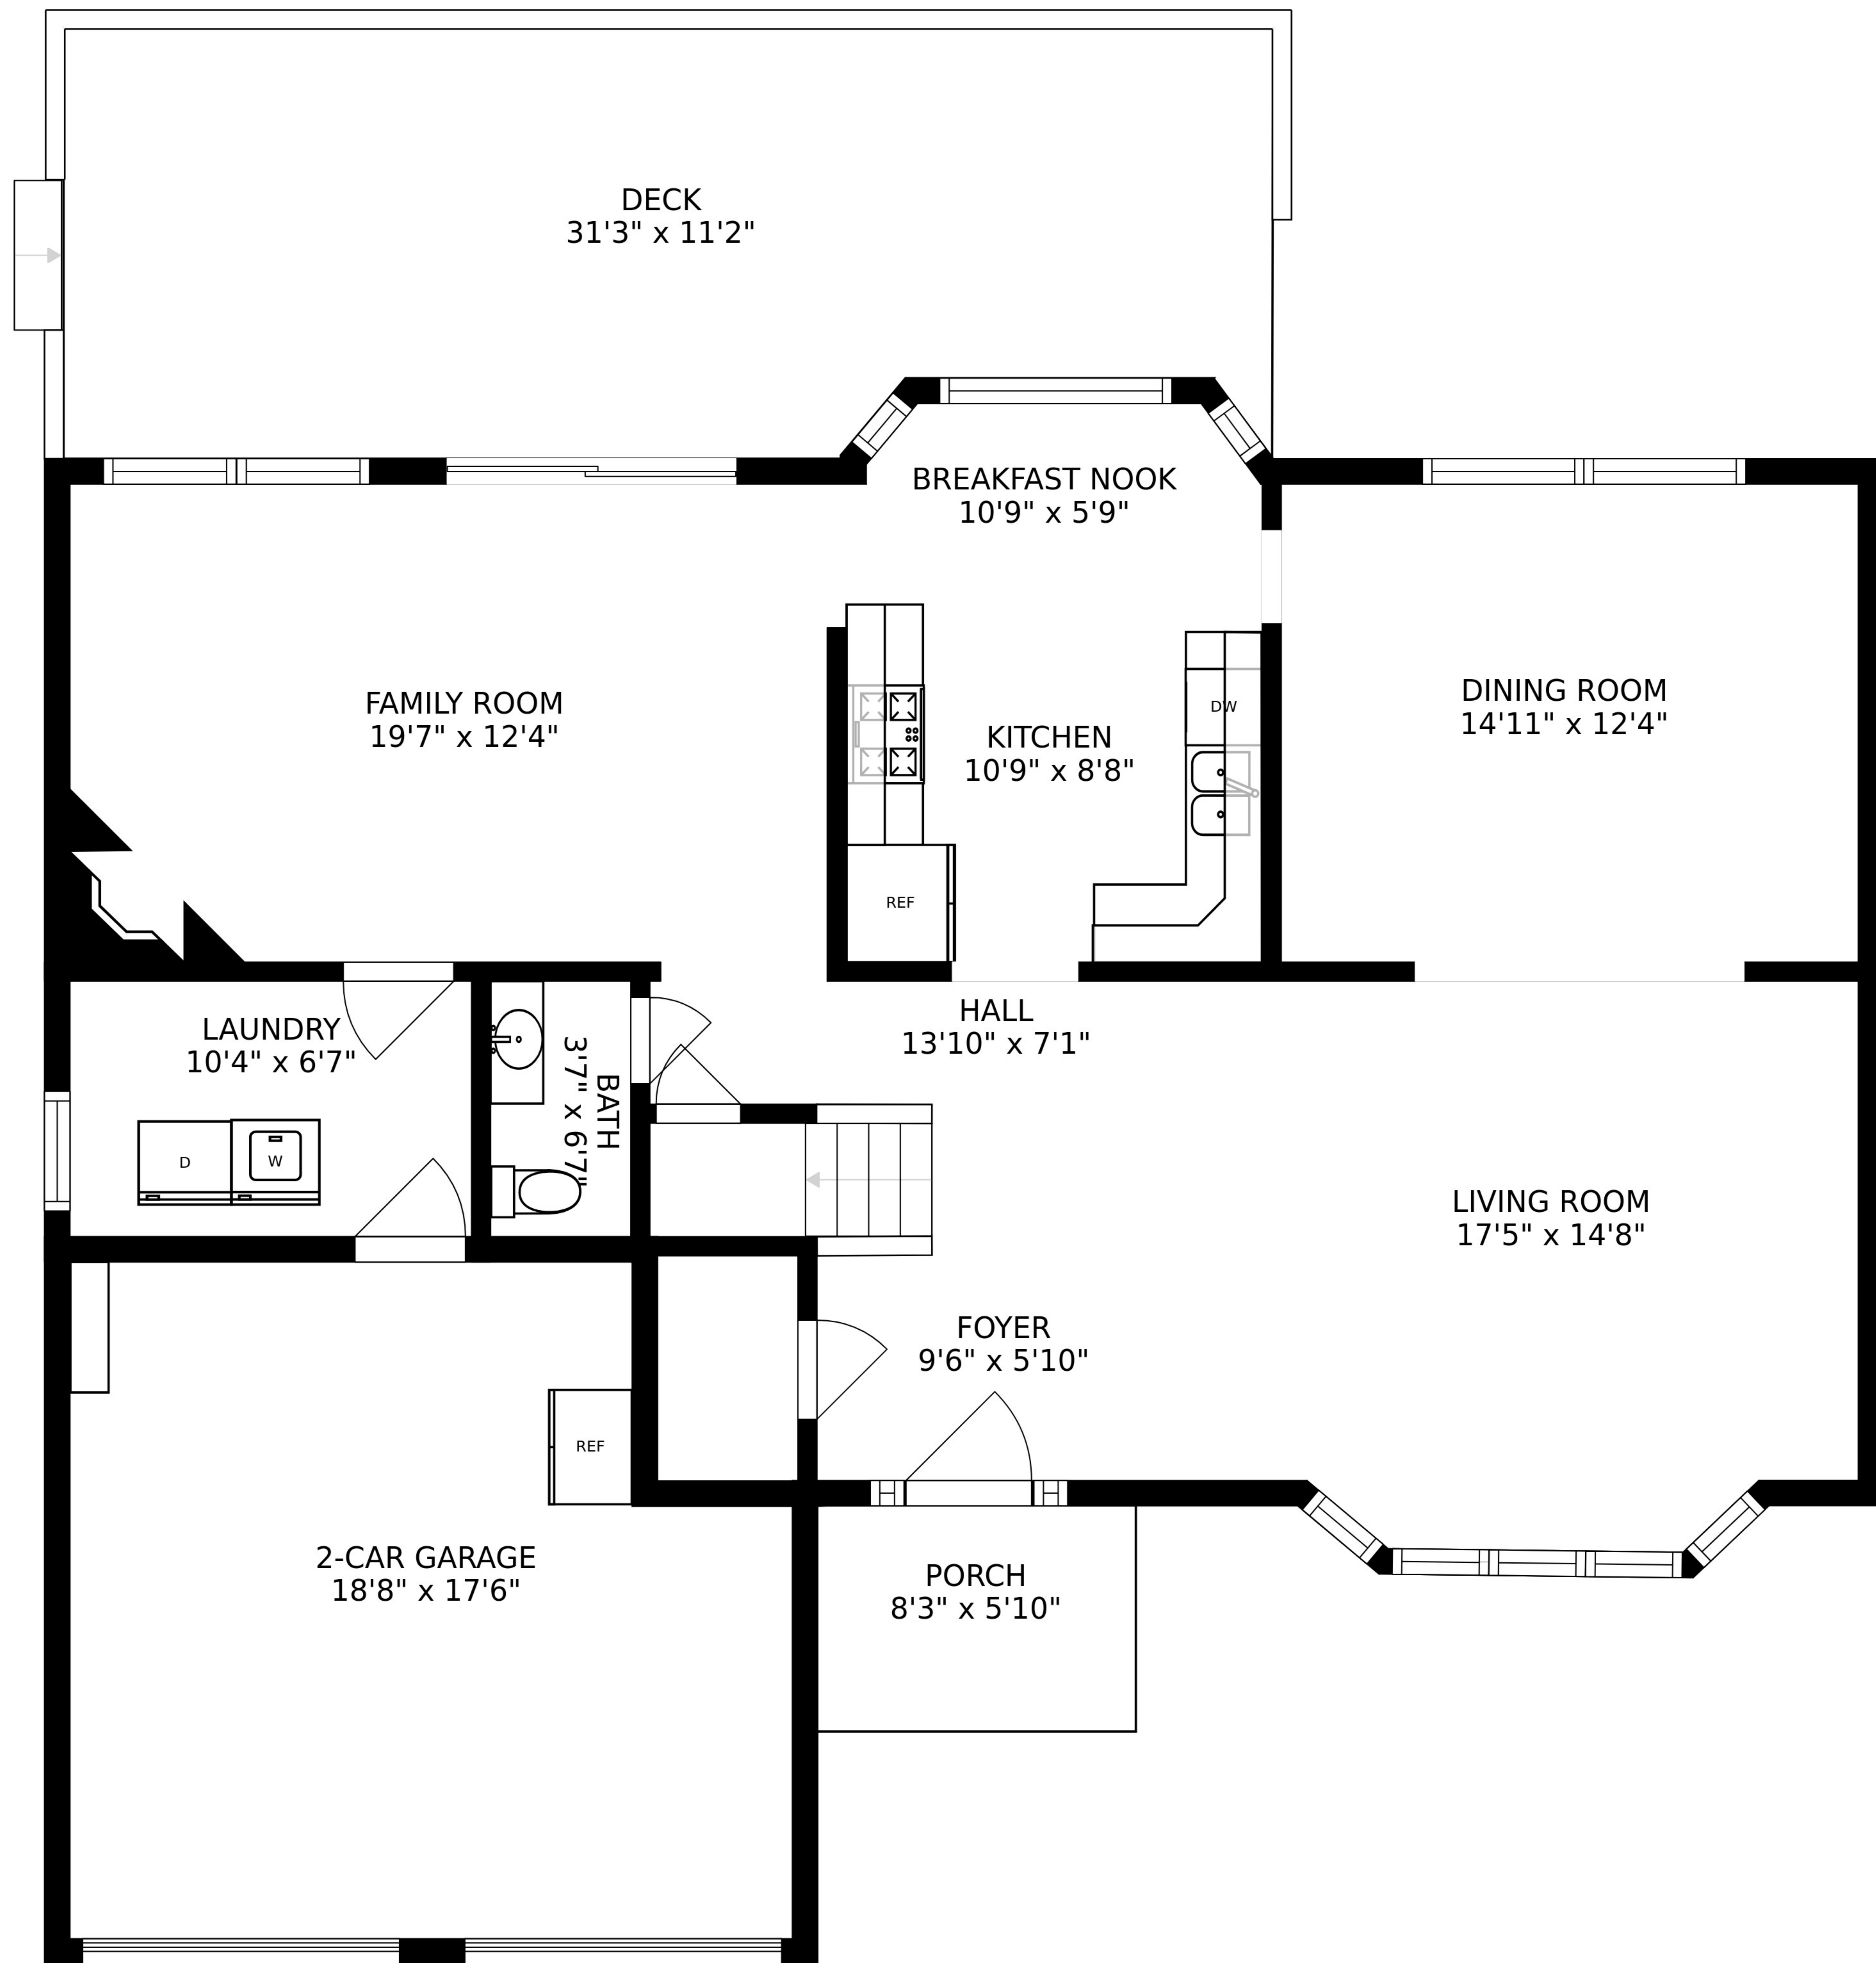 DECK
31'3" x 11'2"
BREAKFAST NOOK
10'9" x 5'9"
FAMILY ROOM
19'7" x 12'4"
KITCHEN
10'9" x 8'8"
DW
REF
DINING ROOM
14'11" x 12'4"
LAUNDRY
10'4" x 6'7"
D
W
BATH
3'7" x 6'7"
HALL
13'10" x 7'1"
LIVING ROOM
17'5" x 14'8"
FOYER
9'6" x 5'10"
REF
2-CAR GARAGE
18'8" x 17'6"
PORCH
8'3" x 5'10"